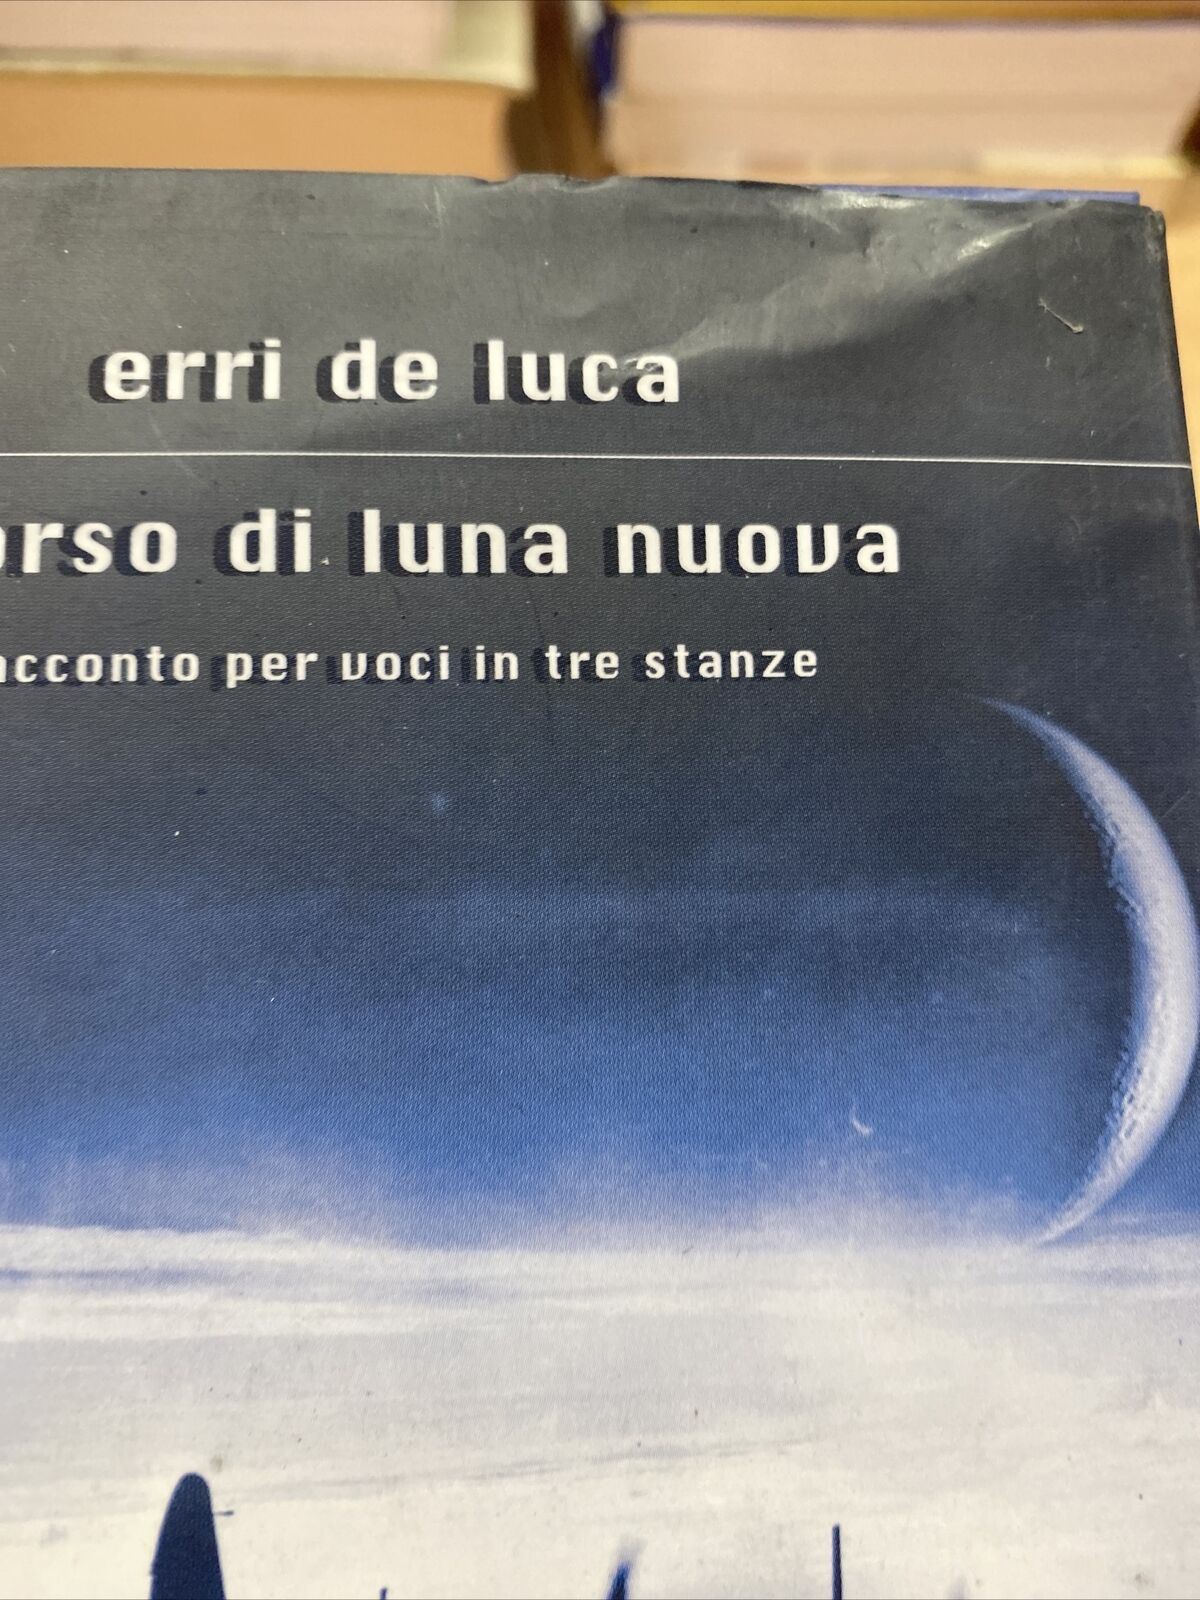 erri de luca
orso di luna nuova
acconto per voci in tre stanze